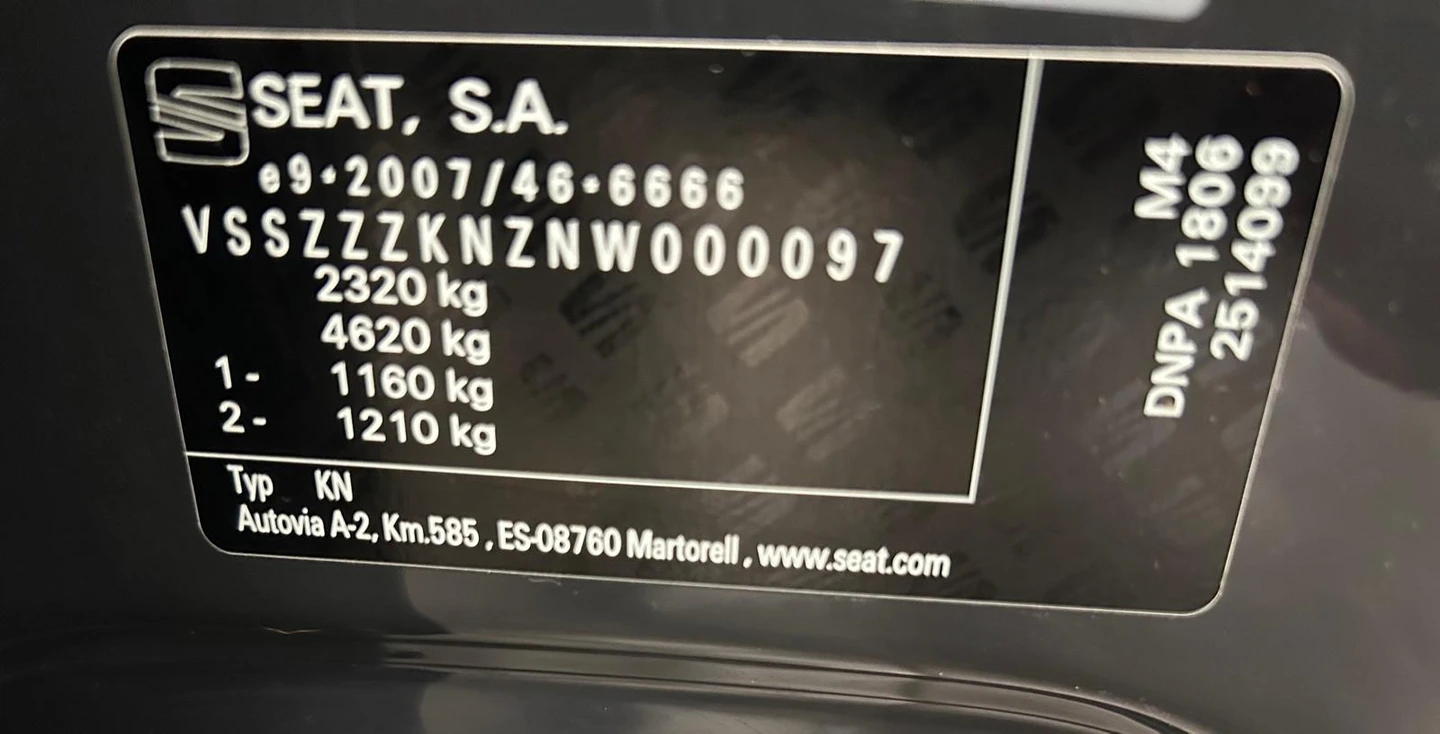 SEAT, S.A.
e9*2007/46*6666
VSSZZZKNZNW000097
2320 kg
4620 kg
1- 1160 kg
2- 1210 kg
Typ KN
Autovia A-2, Km.585 , ES-08760 Martorell , www.seat.com
M4
DNPA 1806
2514099